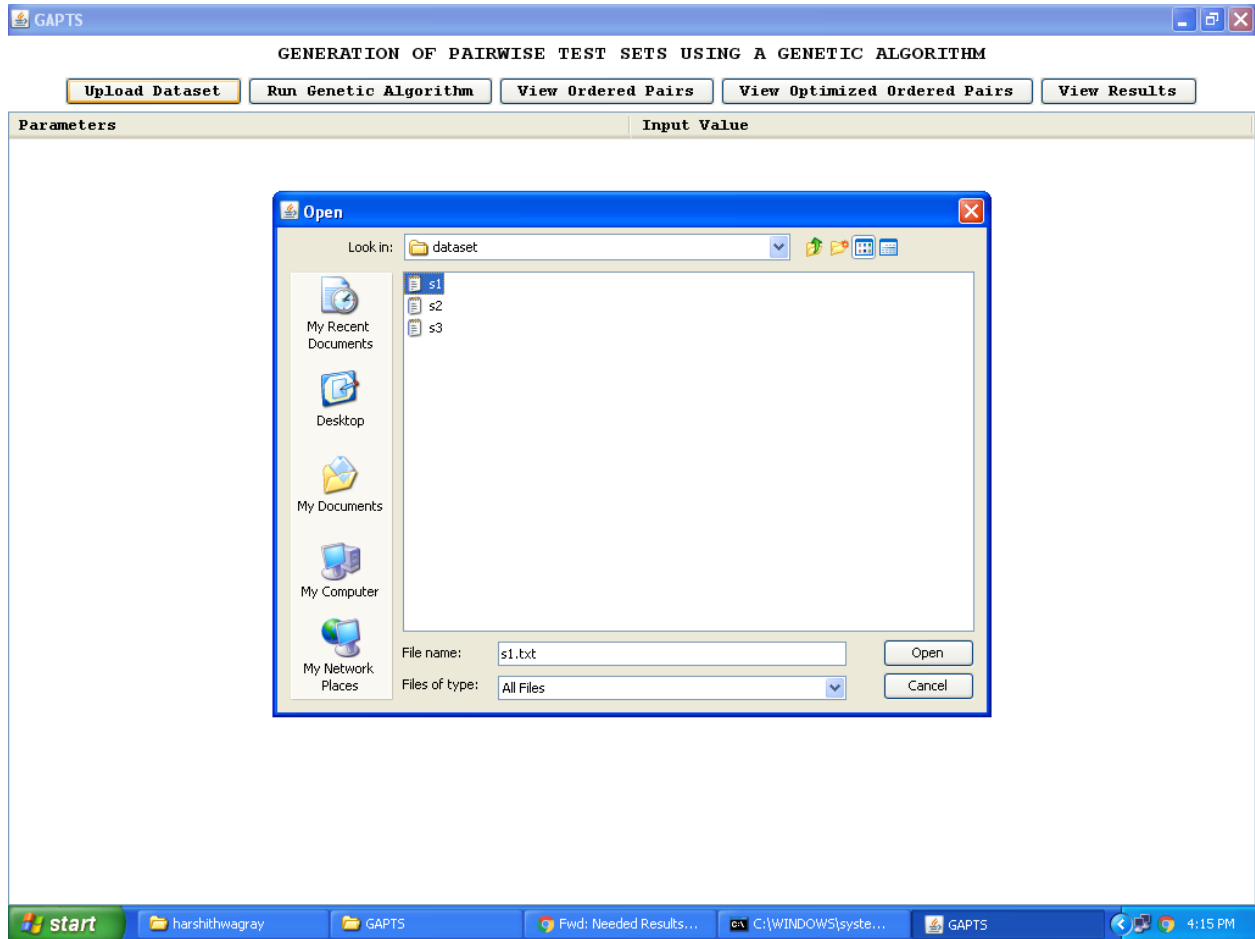 GAPTS
GENERATION OF PAIRWISE TEST SETS USING A GENETIC ALGORITHM
Upload Dataset Run Genetic Algorithm View Ordered Pairs View Optimized Ordered Pairs View Results
Parameters Input Value
Open
Look in: dataset
s1
s2
s3
My Recent
Documents
Desktop
My Documents
My Computer
My Network
Places
File name: s1.txt Open
Files of type: All Files Cancel
start harshithwagray GAPTS Fwd: Needed Results... C:\WINDOWS\syste... GAPTS 4:15 PM